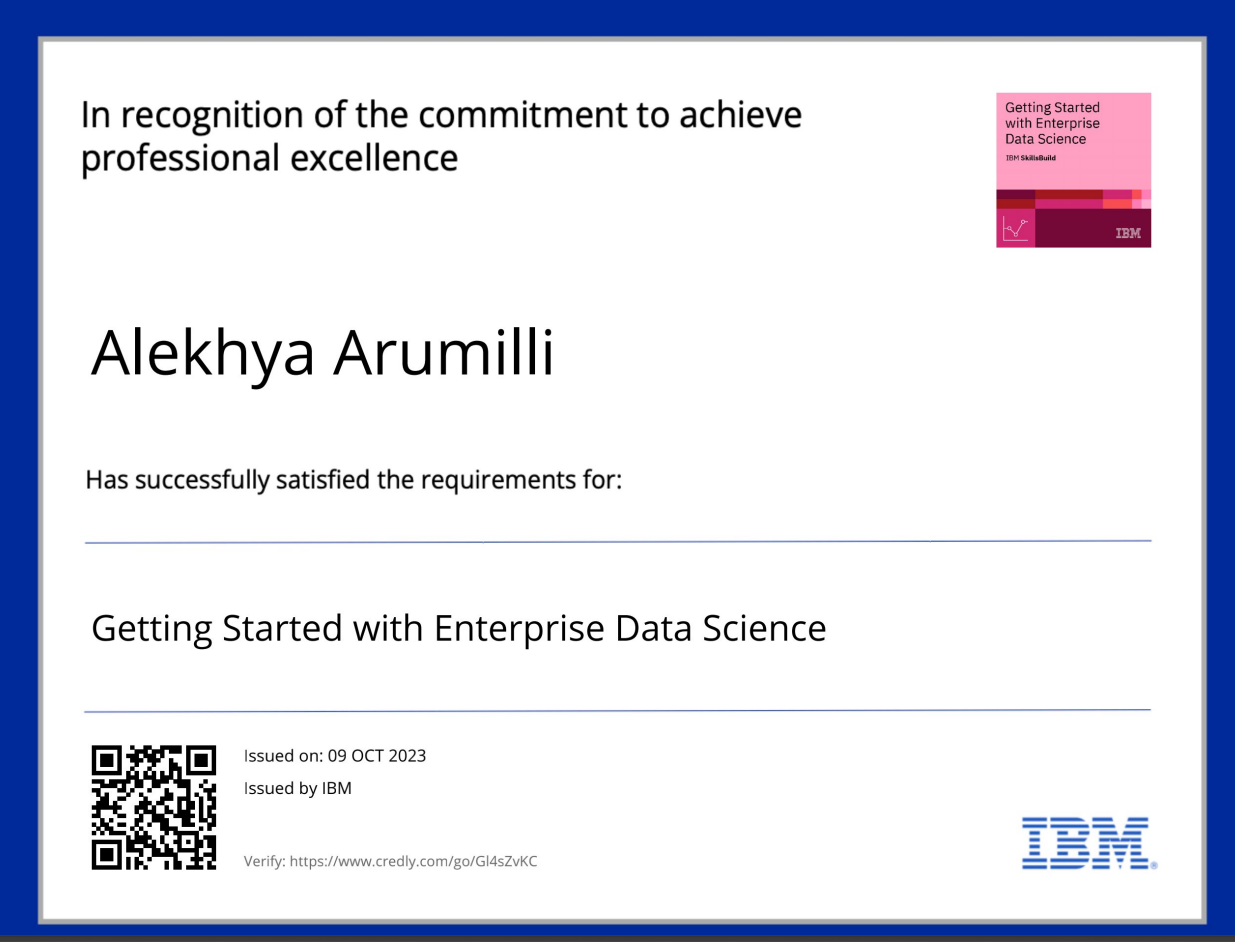 In recognition of the commitment to achieve
professional excellence
Getting Started
with Enterprise
Data Science
IBM SkillsBuild
IBM
Alekhya Arumilli
Has successfully satisfied the requirements for:
Getting Started with Enterprise Data Science
Issued on: 09 OCT 2023
Issued by IBM
Verify: https://www.credly.com/go/Gl4sZvKC
IBM®